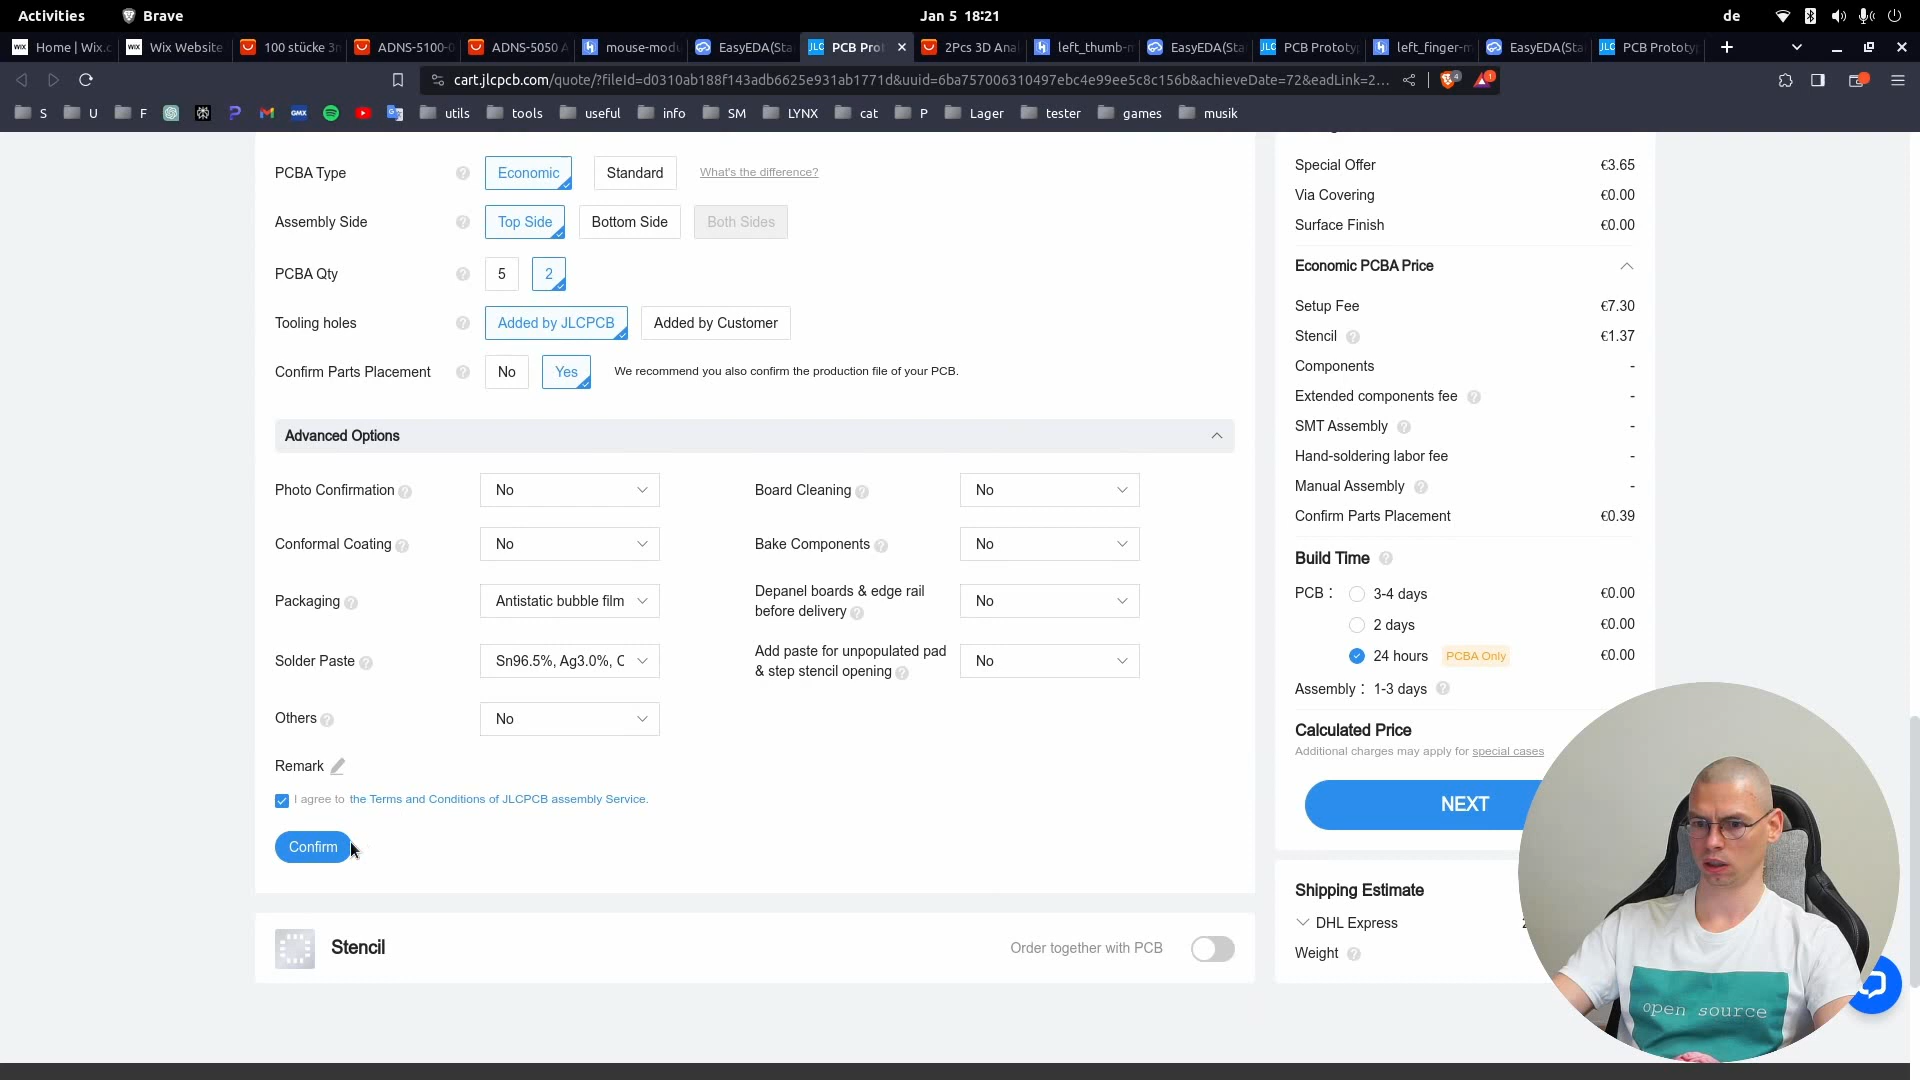 Activities
Brave
Jan 5 18:21
de
Home | Wix.c
Wix Website
100 stücke 3m
ADNS-5100-0
ADNS-5050 A
mouse-modu
EasyEDA(Sta
PCB Prot
2Pcs 3D Anal
left_thumb-m
EasyEDA(Sta
PCB Prototyp
left_finger-m
EasyEDA(Sta
PCB Prototyp
cart.jlcpcb.com/quote/?fileId=d0310ab188f143adb6625e931ab1771d&uuid=6ba757006310497ebc4e99ee5c8c156b&achieveDate=72&eadLink=2...
S
U
F
utils
tools
useful
info
SM
LYNX
cat
P
Lager
tester
games
musik
PCBA Type
Economic
Standard
What's the difference?
Assembly Side
Top Side
Bottom Side
Both Sides
PCBA Qty
5
2
Tooling holes
Added by JLCPCB
Added by Customer
Confirm Parts Placement
No
Yes
We recommend you also confirm the production file of your PCB.
Advanced Options
Photo Confirmation
No
Board Cleaning
No
Conformal Coating
No
Bake Components
No
Packaging
Antistatic bubble film
Depanel boards & edge rail
before delivery
No
Solder Paste
Sn96.5%, Ag3.0%, C
Add paste for unpopulated pad
& step stencil opening
No
Others
No
Remark
I agree to the Terms and Conditions of JLCPCB assembly Service.
Confirm
Stencil
Order together with PCB
Special Offer
€3.65
Via Covering
€0.00
Surface Finish
€0.00
Economic PCBA Price
Setup Fee
€7.30
Stencil
€1.37
Components
-
Extended components fee
-
SMT Assembly
-
Hand-soldering labor fee
-
Manual Assembly
-
Confirm Parts Placement
€0.39
Build Time
PCB :
3-4 days
€0.00
2 days
€0.00
24 hours
PCBA Only
€0.00
Assembly : 1-3 days
Calculated Price
Additional charges may apply for special cases
NEXT
Shipping Estimate
DHL Express
Weight
open source